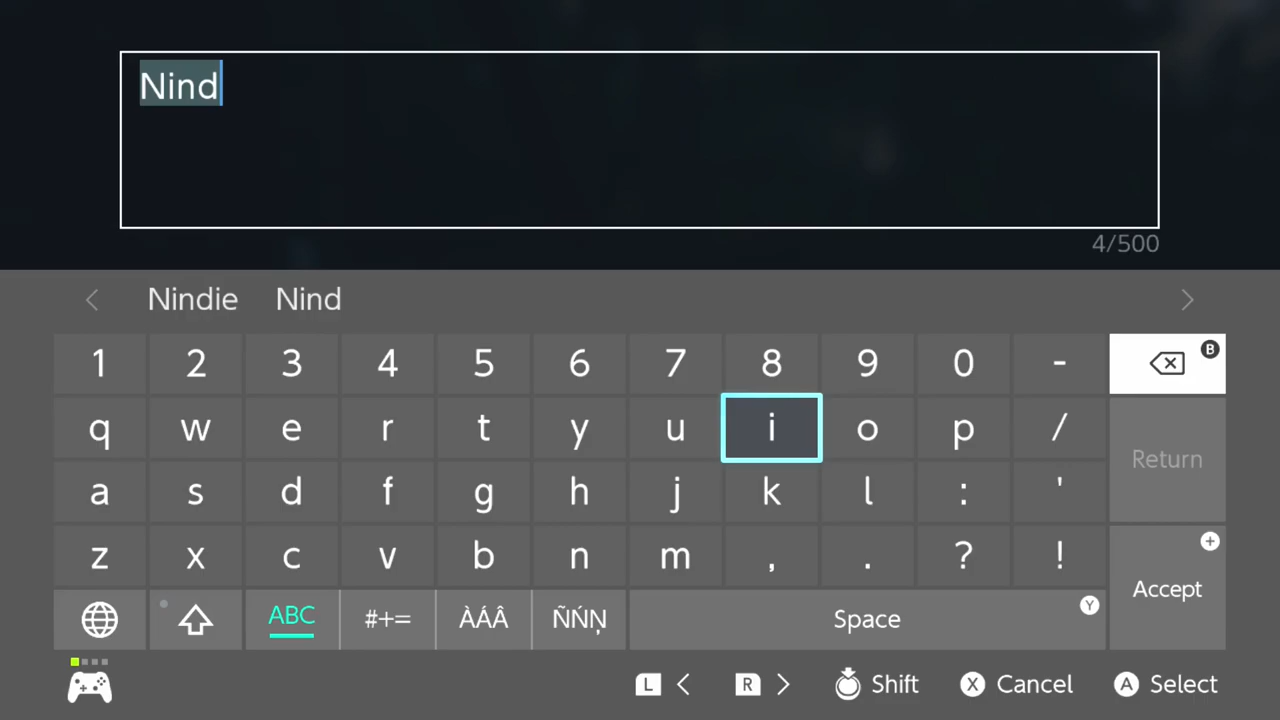 Nind
4/500
Nindie Nind
1 2 3 4 5 6 7 8 9 0 - B
q w e r t y u i o p /
Return
a s d f g h j k l : '
z x c v b n m , . ? ! +
Accept
ABC #+= ÀÁÂ ÑŃŅ Space Y
L R Shift X Cancel A Select